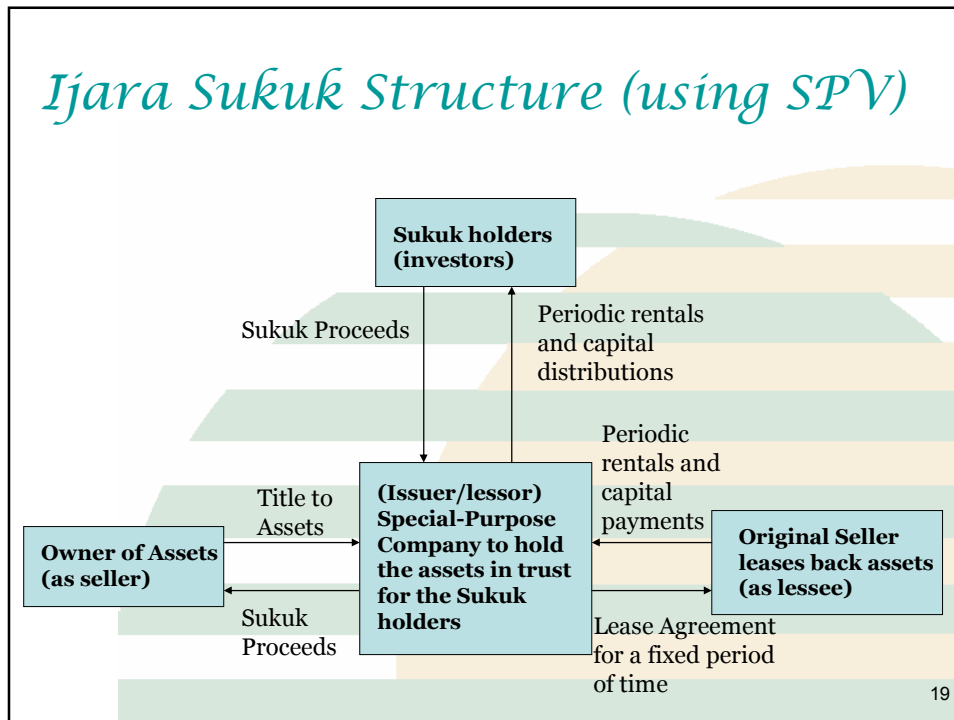 Ijara Sukuk Structure (using SPV)
Sukuk holders
(investors)
Sukuk Proceeds
Periodic rentals
and capital
distributions
Periodic
rentals and
capital
payments
Title to
Assets
(Issuer/lessor)
Special-Purpose
Company to hold
the assets in trust
for the Sukuk
holders
Owner of Assets
(as seller)
Original Seller
leases back assets
(as lessee)
Sukuk
Proceeds
Lease Agreement
for a fixed period
of time
19